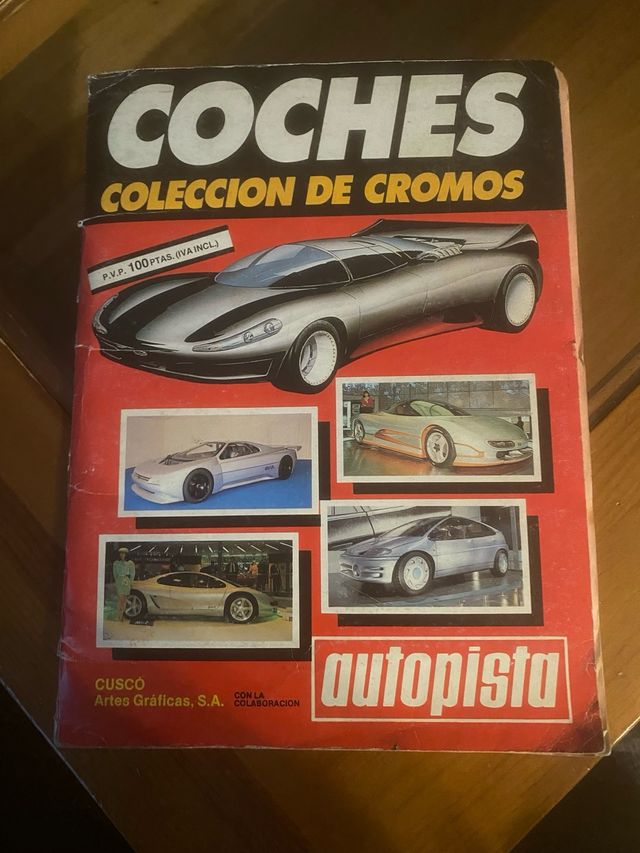 COCHES
COLECCION DE CROMOS
P.V.P. 100 PTAS. (IVA INCL.)
CUSCÓ
Artes Gráficas, S.A.
CON LA
COLABORACION
autopista